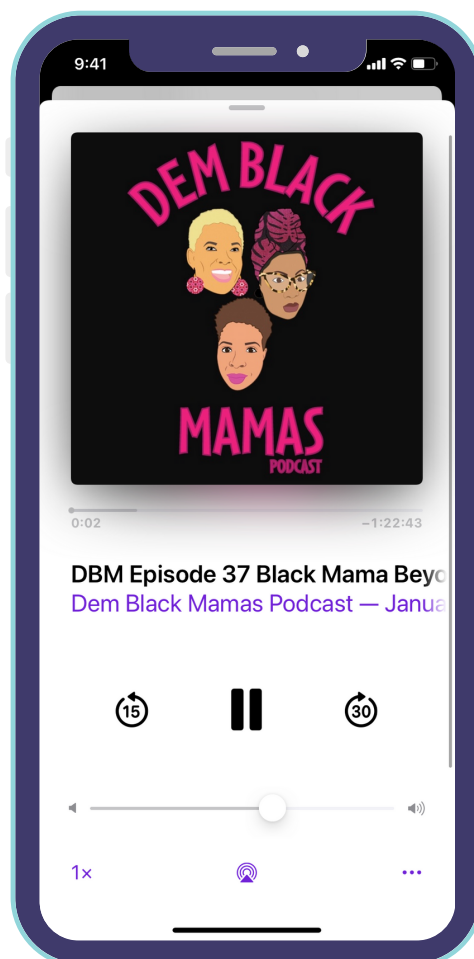 9:41
DEM BLACK
MAMAS
PODCAST
0:02
−1:22:43
DBM Episode 37 Black Mama Beyo
Dem Black Mamas Podcast — Janua
15
30
1×